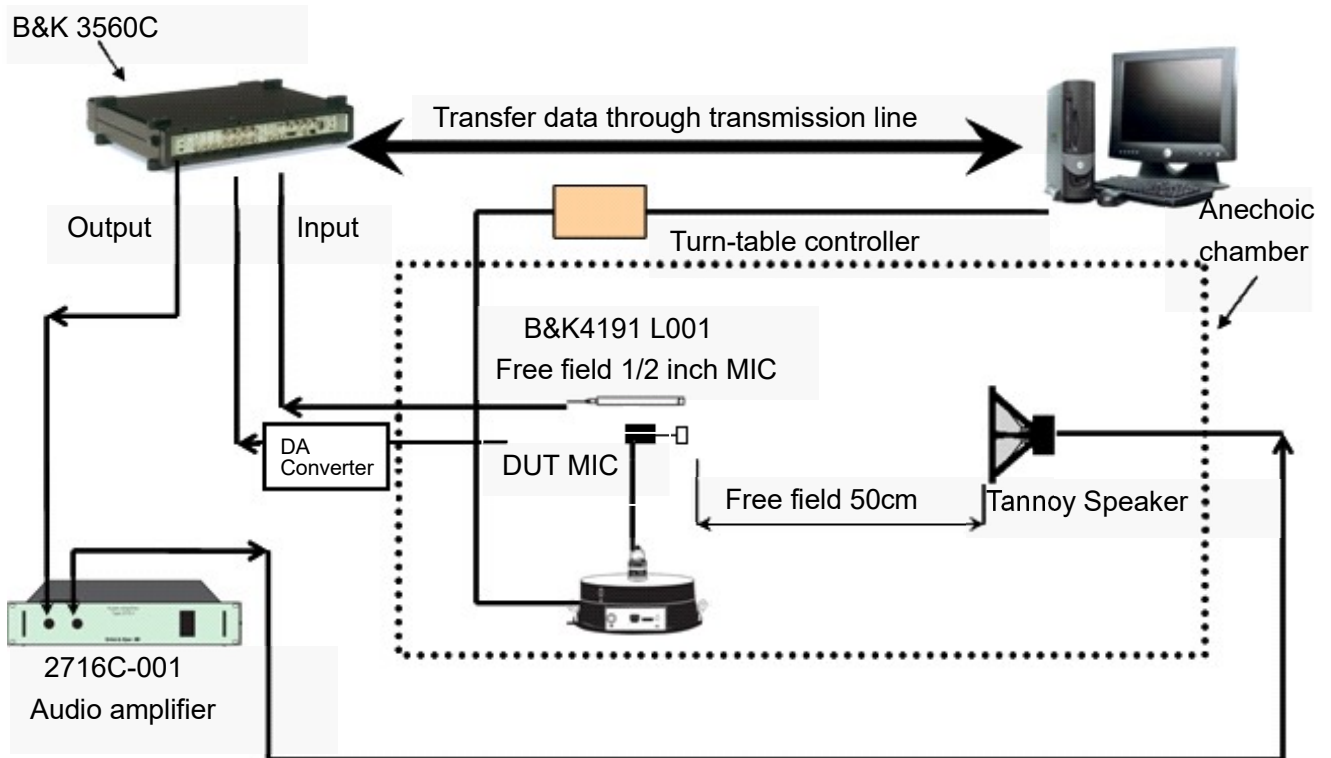 B&K 3560C
Transfer data through transmission line
Output
Input
Turn-table controller
Anechoic
chamber
B&K4191 L001
Free field 1/2 inch MIC
DA
Converter
DUT MIC
Free field 50cm
Tannoy Speaker
2716C-001
Audio amplifier